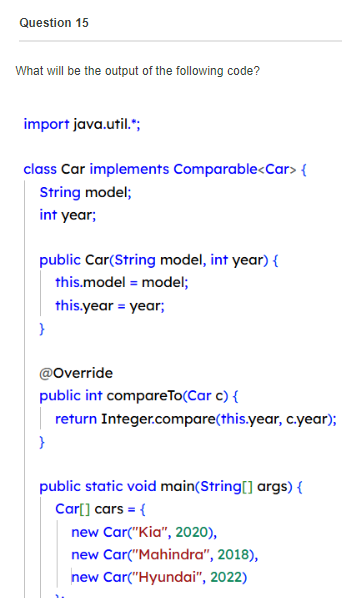 Question 15
What will be the output of the following code?
import java.util.*;
class Car implements Comparable<Car> {
String model;
int year;
public Car(String model, int year) {
this.model = model;
this.year = year;
}
@Override
public int compareTo(Car c) {
return Integer.compare(this.year, c.year);
}
public static void main(String[] args) {
Car[] cars = {
new Car("Kia", 2020),
new Car("Mahindra", 2018),
new Car("Hyundai", 2022)